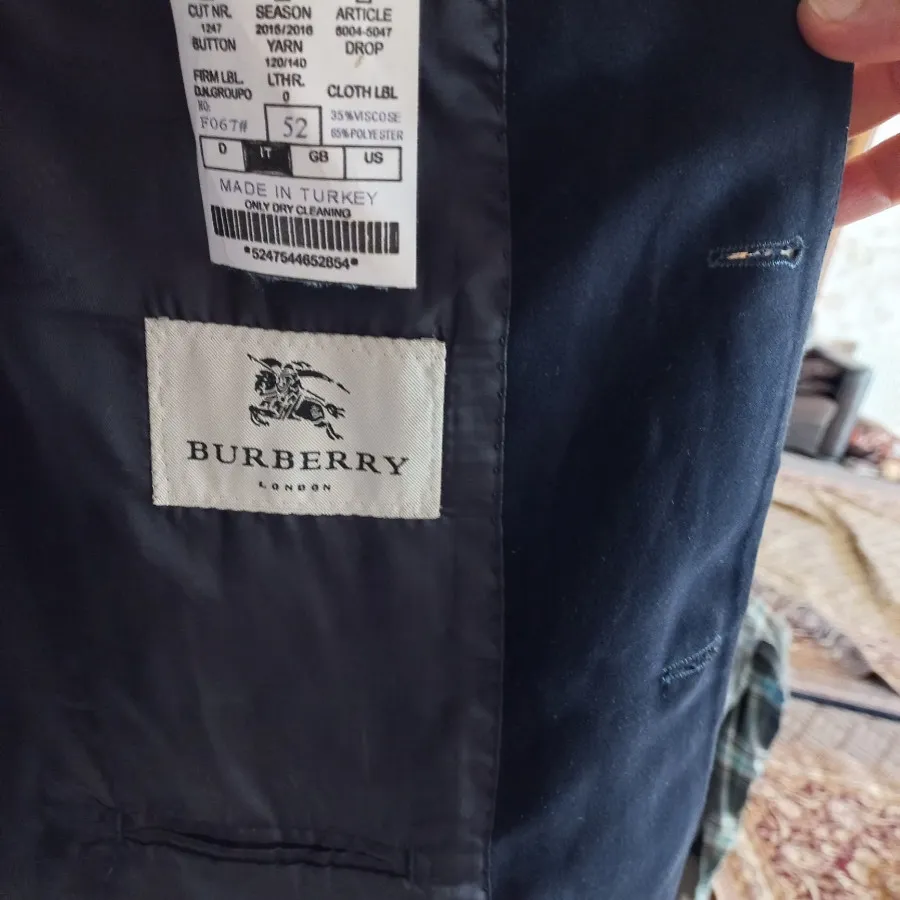 CUT NR. SEASON ARTICLE
1247 2015/2016 8004-5047
BUTTON YARN DROP
120/140
FIRM LBL. LTHR. CLOTH LBL
D.N.GROUPO 0
NO: 35%VISCOSE
F067# 52 65%POLYESTER
D IT GB US
MADE IN TURKEY
ONLY DRY CLEANING
*5247544652854*
BURBERRY
LONDON